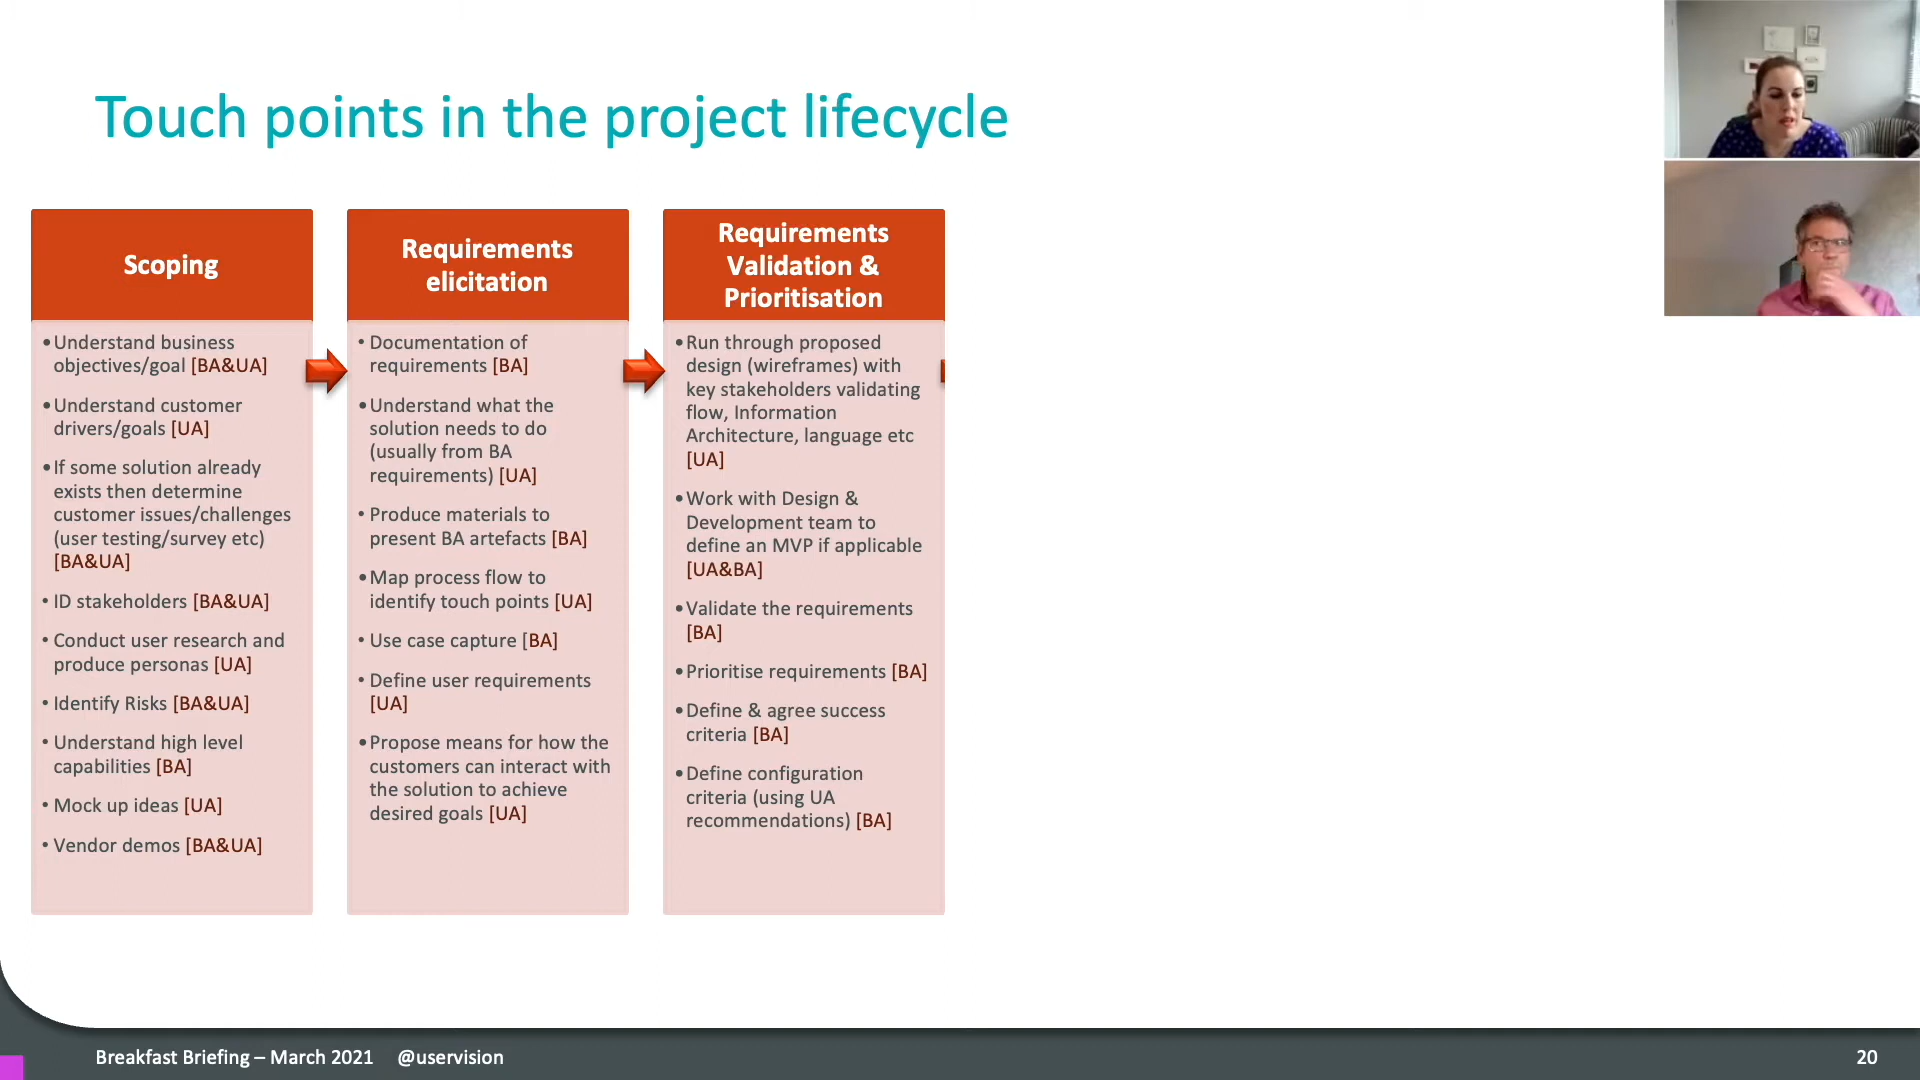 Touch points in the project lifecycle
Scoping
•Understand business
objectives/goal [BA&UA]
•Understand customer
drivers/goals [UA]
•If some solution already
exists then determine
customer issues/challenges
(user testing/survey etc)
[BA&UA]
• ID stakeholders [BA&UA]
• Conduct user research and
produce personas [UA]
• Identify Risks [BA&UA]
• Understand high level
capabilities [BA]
• Mock up ideas [UA]
• Vendor demos [BA&UA]
Requirements
elicitation
• Documentation of
requirements [BA]
•Understand what the
solution needs to do
(usually from BA
requirements) [UA]
• Produce materials to
present BA artefacts [BA]
•Map process flow to
identify touch points [UA]
• Use case capture [BA]
• Define user requirements
[UA]
•Propose means for how the
customers can interact with
the solution to achieve
desired goals [UA]
Requirements
Validation &
Prioritisation
•Run through proposed
design (wireframes) with
key stakeholders validating
flow, Information
Architecture, language etc
[UA]
•Work with Design &
Development team to
define an MVP if applicable
[UA&BA]
•Validate the requirements
[BA]
•Prioritise requirements [BA]
•Define & agree success
criteria [BA]
•Define configuration
criteria (using UA
recommendations) [BA]
Breakfast Briefing – March 2021 @uservision
20